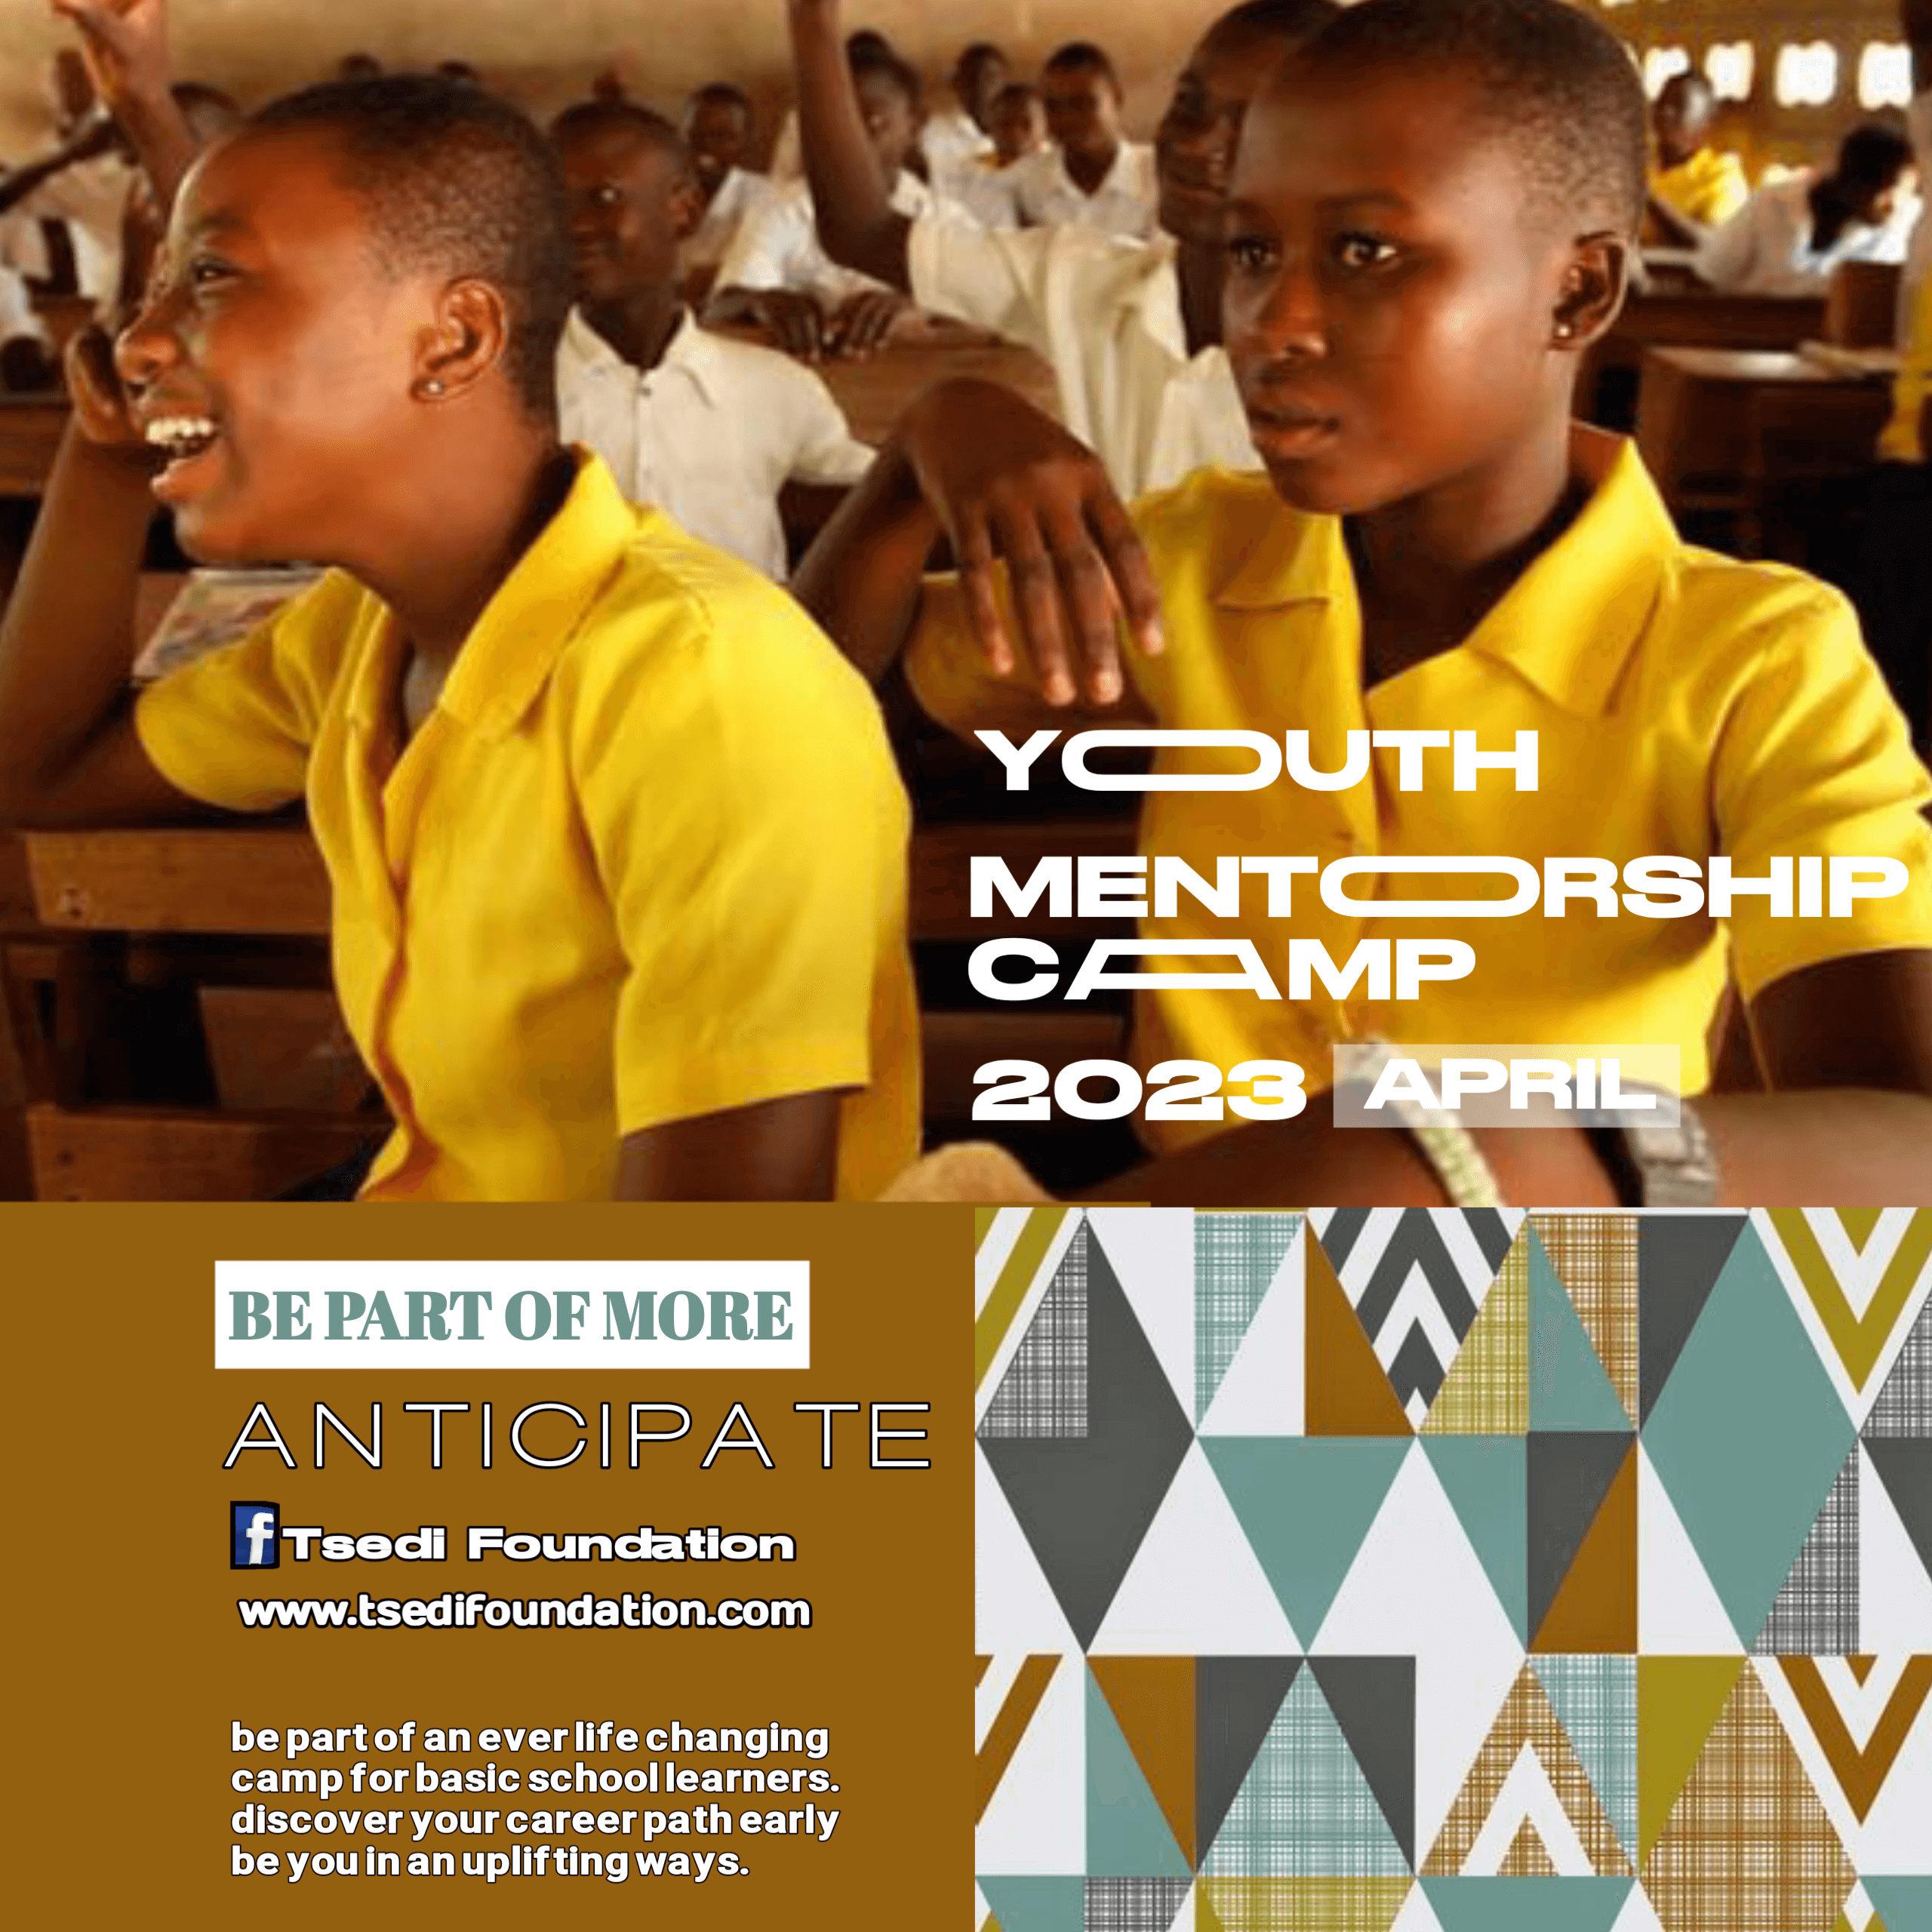 YOUTH
MENTORSHIP
CAMP
2023 APRIL
BE PART OF MORE
ANTICIPATE
f Tsedi Foundation
www.tsedifoundation.com
be part of an ever life changing
camp for basic school learners.
discover your career path early
be you in an uplifting ways.